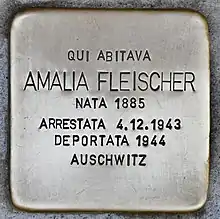 QUI ABITAVA
AMALIA FLEISCHER
NATA 1885
ARRESTATA 4.12.1943
DEPORTATA 1944
AUSCHWITZ